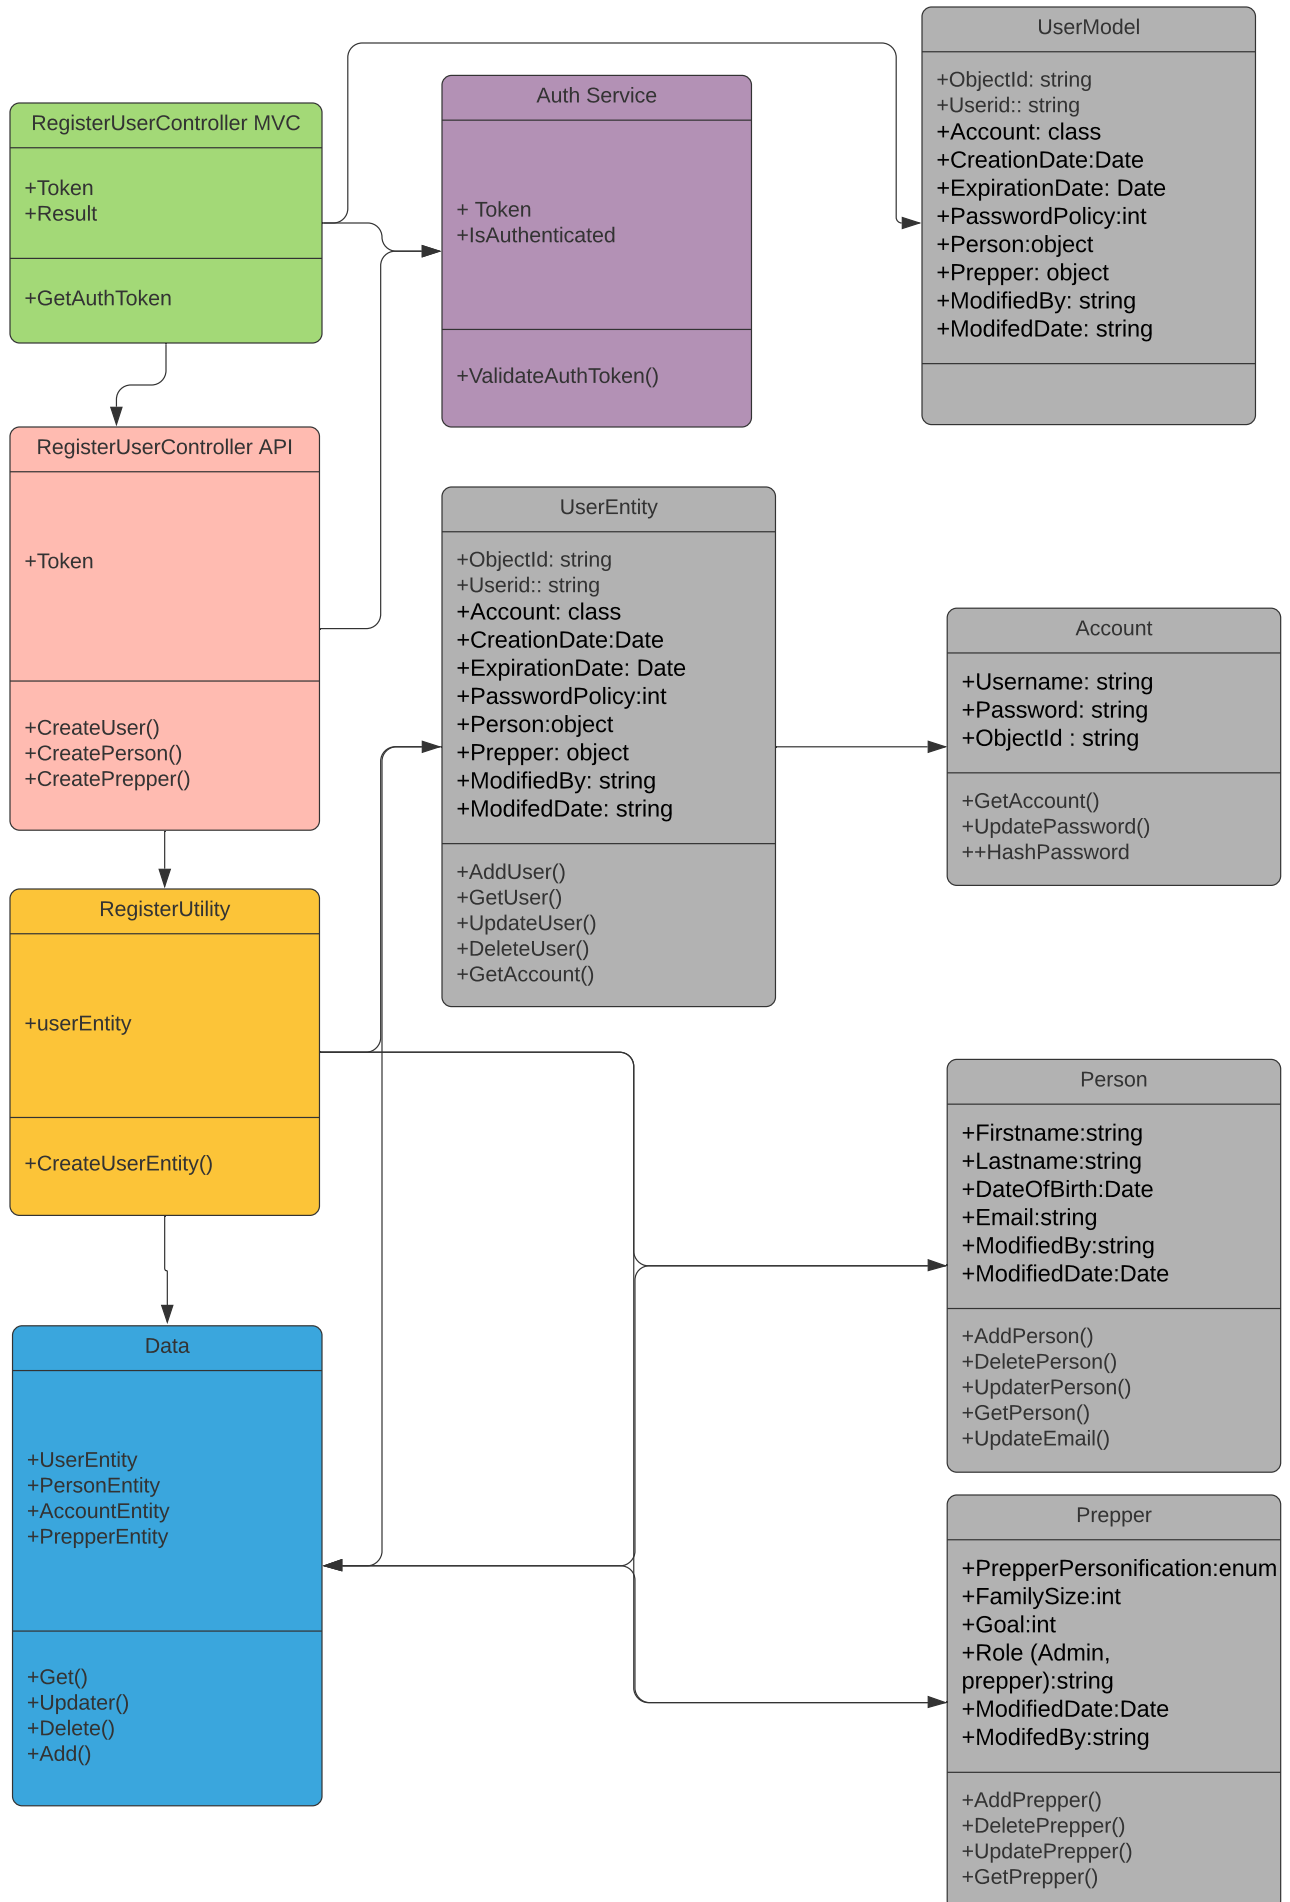 RegisterUserController MVC
+Token
+Result
+GetAuthToken
Auth Service
+ Token
+IsAuthenticated
+ValidateAuthToken()
UserModel
+ObjectId: string
+Userid:: string
+Account: class
+CreationDate:Date
+ExpirationDate: Date
+PasswordPolicy:int
+Person:object
+Prepper: object
+ModifiedBy: string
+ModifedDate: string
RegisterUserController API
+Token
+CreateUser()
+CreatePerson()
+CreatePrepper()
UserEntity
+ObjectId: string
+Userid:: string
+Account: class
+CreationDate:Date
+ExpirationDate: Date
+PasswordPolicy:int
+Person:object
+Prepper: object
+ModifiedBy: string
+ModifedDate: string
+AddUser()
+GetUser()
+UpdateUser()
+DeleteUser()
+GetAccount()
Account
+Username: string
+Password: string
+ObjectId : string
+GetAccount()
+UpdatePassword()
++HashPassword
RegisterUtility
+userEntity
+CreateUserEntity()
Person
+Firstname:string
+Lastname:string
+DateOfBirth:Date
+Email:string
+ModifiedBy:string
+ModifiedDate:Date
+AddPerson()
+DeletePerson()
+UpdaterPerson()
+GetPerson()
+UpdateEmail()
Data
+UserEntity
+PersonEntity
+AccountEntity
+PrepperEntity
+Get()
+Updater()
+Delete()
+Add()
Prepper
+PrepperPersonification:enum
+FamilySize:int
+Goal:int
+Role (Admin,
prepper):string
+ModifiedDate:Date
+ModifedBy:string
+AddPrepper()
+DeletePrepper()
+UpdatePrepper()
+GetPrepper()